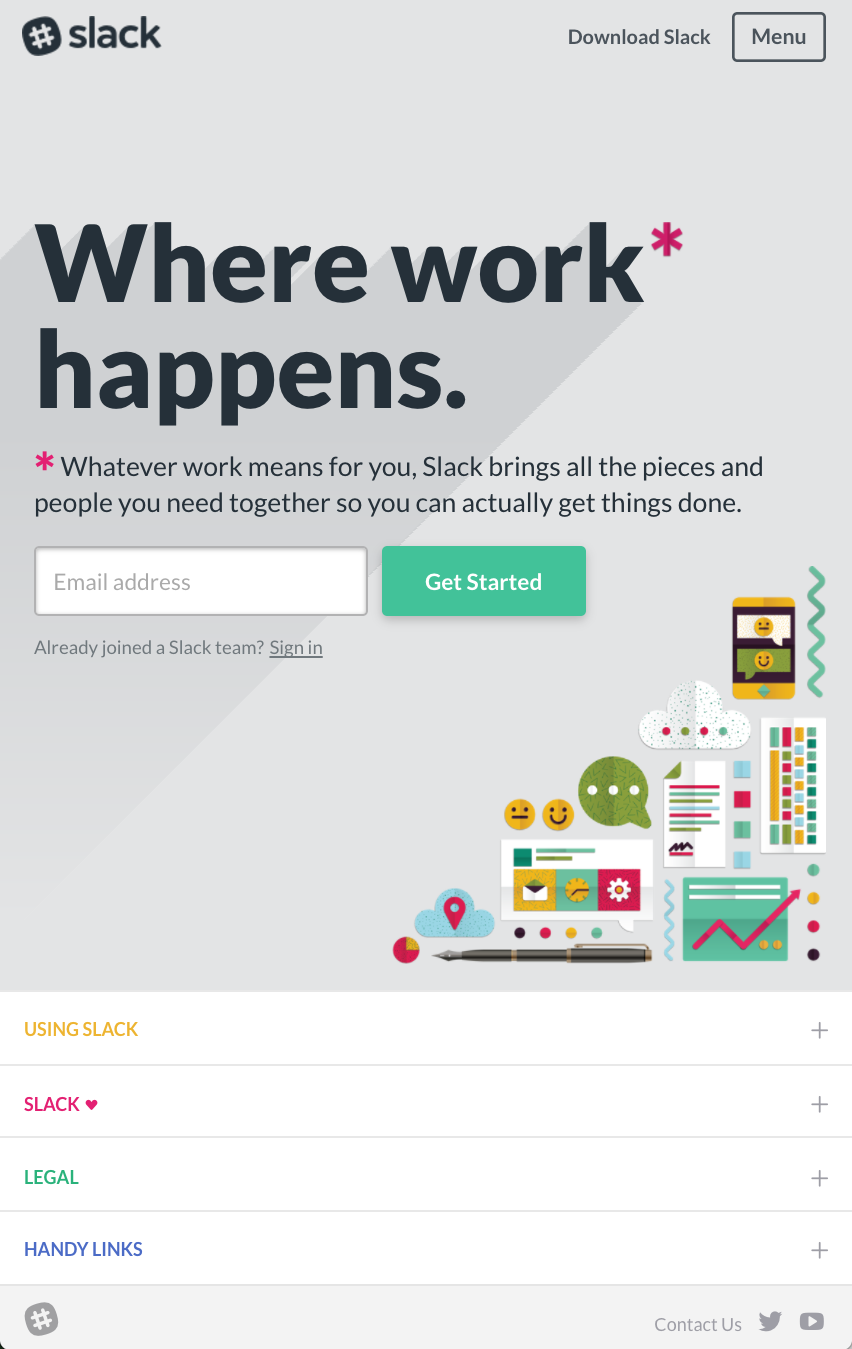 slack
Download Slack
Menu
Where work*
happens.
* Whatever work means for you, Slack brings all the pieces and
people you need together so you can actually get things done.
Email address
Get Started
Already joined a Slack team? Sign in
USING SLACK
SLACK ♥
LEGAL
HANDY LINKS
Contact Us